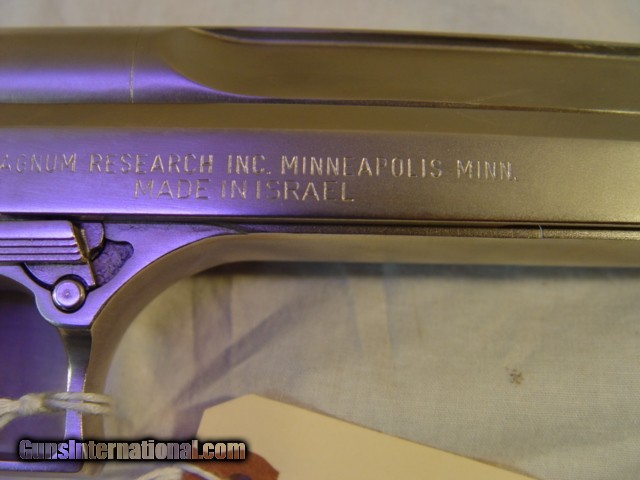 AGNUM RESEARCH INC. MINNEAPOLIS MINN.
MADE IN ISRAEL
GunsInternational.com